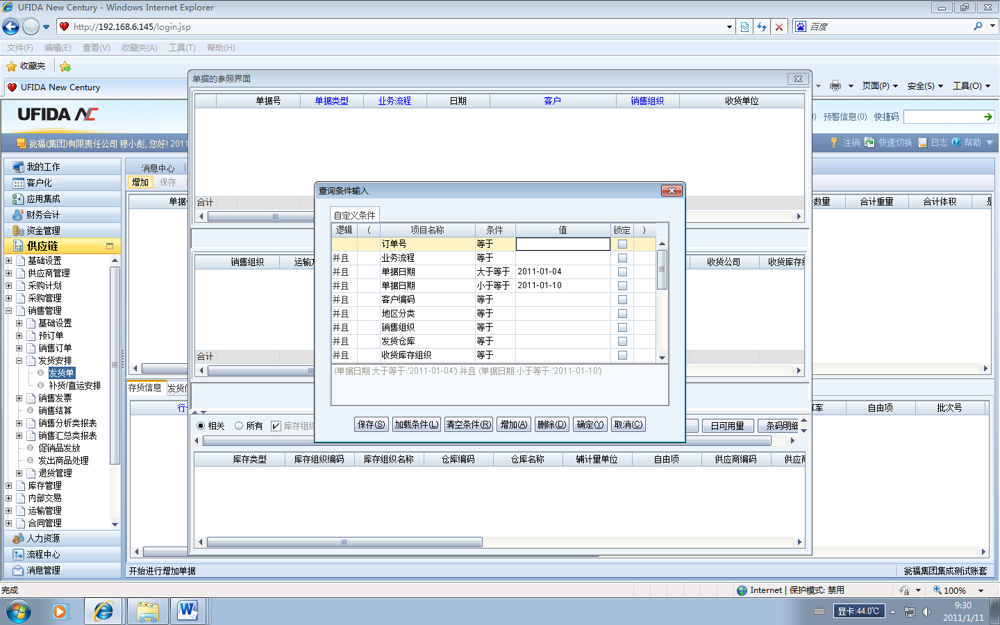 UFIDA New Century - Windows Internet Explorer
http://192.168.6.145/login.jsp
百度
文件(F) 编辑(E) 查看(V) 收藏夹(A) 工具(T) 帮助(H)
收藏夹
UFIDA New Century
页面(P) 安全(S) 工具(O)
UFIDA NC
预警信息(0) 快捷码
瓮福(集团)有限责任公司 穆小彪, 您好! 2011
注销 快速切换 日志 帮助
我的工作
客户化
应用集成
财务会计
资金管理
供应链
基础设置
供应商管理
采购计划
采购管理
销售管理
基础设置
预订单
销售订单
发货安排
发货单
补货/直运安排
销售发票
销售结算
销售分析类报表
销售汇总类报表
促销品发放
发出商品处理
退货管理
库存管理
内部交易
运输管理
合同管理
人力资源
流程中心
消息管理
消息中心
增加 保存
单据
数量 合计重量 合计体积
存货信息 发货
行
率 自由项 批次号
开始进行增加单据
瓮福集团集成测试账套
单据的参照界面
单据号 单据类型 业务流程 日期 客户 销售组织 收货单位
合计
销售组织 运输 收货公司 收货库存
合计
相关 所有 库存组织
日可用量 条码明细
库存类型 库存组织编码 库存组织名称 仓库编码 仓库名称 辅计量单位 自由项 供应商编码 供应
查询条件输入
自定义条件
逻辑 ( 项目名称 条件 值 锁定 )
订单号 等于
并且 业务流程 等于
并且 单据日期 大于等于 2011-01-04
并且 单据日期 小于等于 2011-01-10
并且 客户编码 等于
并且 地区分类 等于
并且 销售组织 等于
并且 发货仓库 等于
并且 收货库存组织 等于
(单据日期 大于等于 '2011-01-04') 并且 (单据日期 小于等于 '2011-01-10')
保存(S) 加载条件(L) 清空条件(R) 增加(A) 删除(D) 确定(Y) 取消(C)
完成
Internet | 保护模式: 禁用
100%
显卡:44.0℃
9:30
2011/1/11